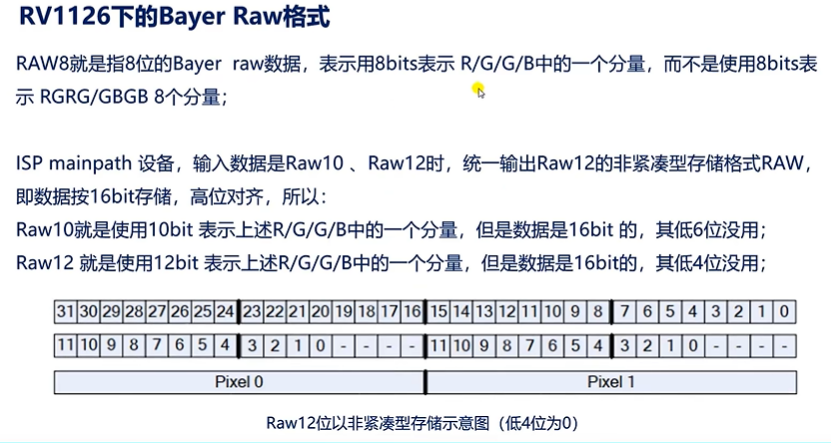 RV1126下的Bayer Raw格式
RAW8就是指8位的Bayer raw数据，表示用8bits表示 R/G/G/B中的一个分量，而不是使用8bits表
示 RGRG/GBGB 8个分量；
ISP mainpath 设备，输入数据是Raw10 、Raw12时，统一输出Raw12的非紧凑型存储格式RAW，
即数据按16bit存储，高位对齐，所以：
Raw10就是使用10bit 表示上述R/G/G/B中的一个分量，但是数据是16bit 的，其低6位没用；
Raw12 就是使用12bit 表示上述R/G/G/B中的一个分量，但是数据是16bit的，其低4位没用；
31 30 29 28 27 26 25 24 23 22 21 20 19 18 17 16 15 14 13 12 11 10 9 8 7 6 5 4 3 2 1 0
11 10 9 8 7 6 5 4 3 2 1 0 - - - - 11 10 9 8 7 6 5 4 3 2 1 0 - - - -
Pixel 0 Pixel 1
Raw12位以非紧凑型存储示意图（低4位为0）